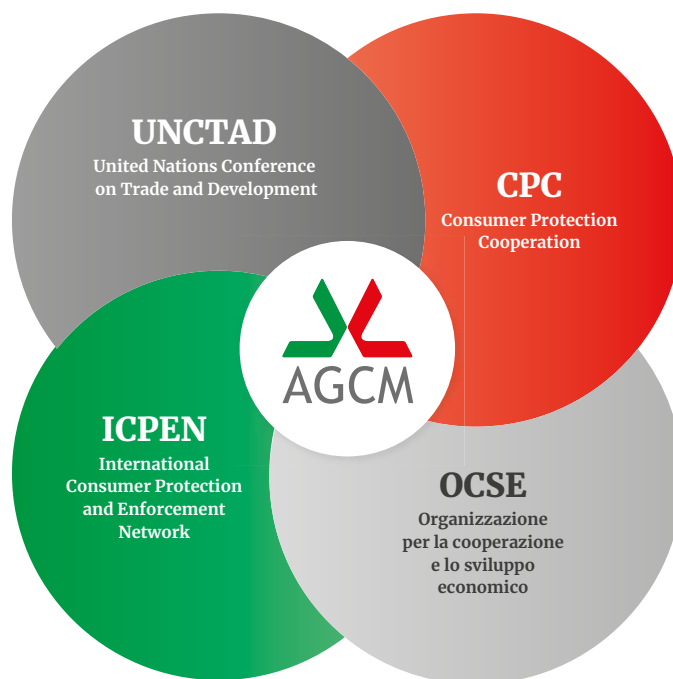 UNCTAD
United Nations Conference
on Trade and Development
CPC
Consumer Protection
Cooperation
AGCM
ICPEN
International
Consumer Protection
and Enforcement
Network
OCSE
Organizzazione
per la cooperazione
e lo sviluppo
economico